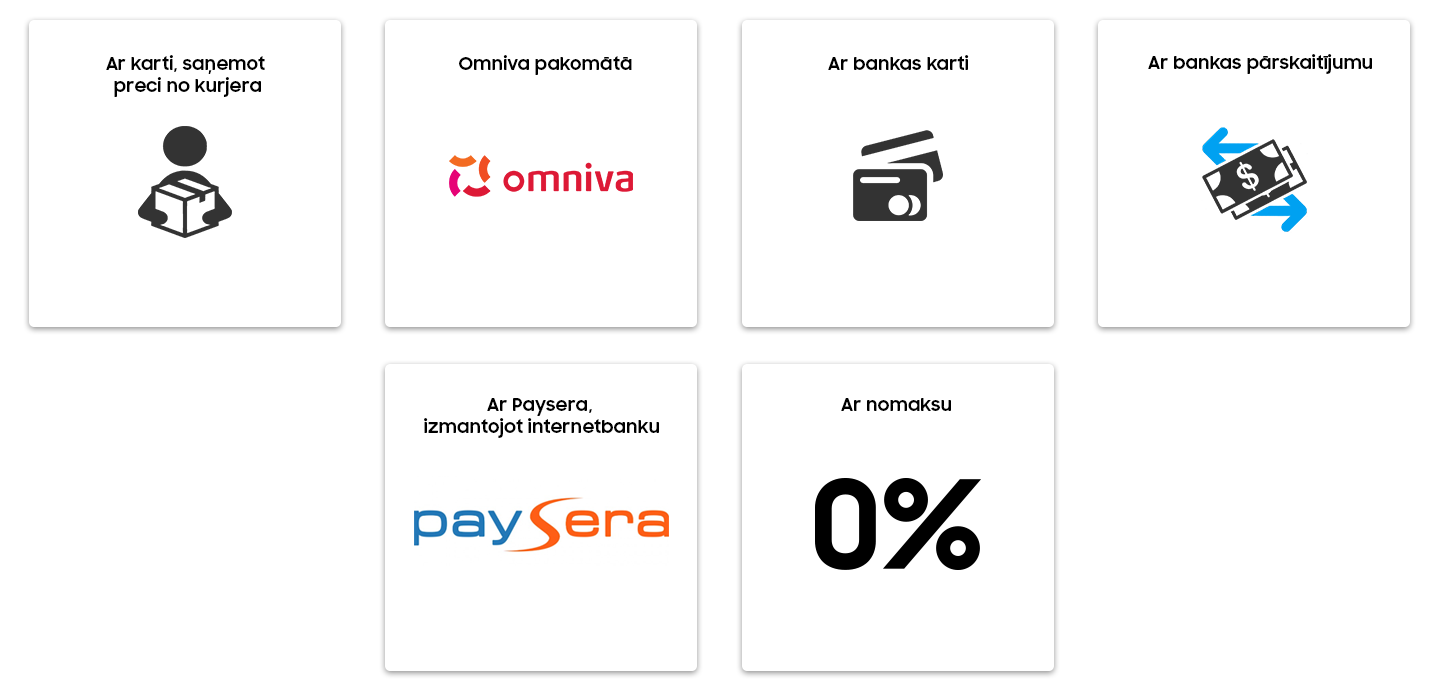 Ar karti, saņemot
preci no kurjera
Omniva pakomātā
omniva
Ar bankas karti
Ar bankas pārskaitījumu
$
Ar Paysera,
izmantojot internetbanku
paysera
Ar nomaksu
0%